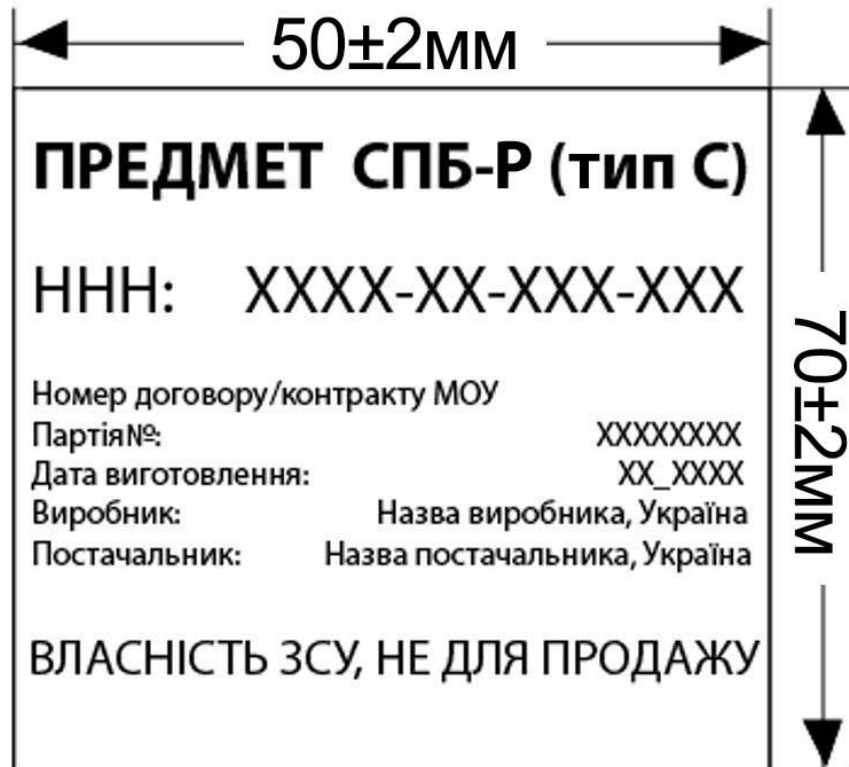 50±2мм
ПРЕДМЕТ СПБ-Р (тип С)
ННН: XXXX-XX-XXX-XXX
Номер договору/контракту МОУ
Партія№: XXXXXXXX
Дата виготовлення: XX_XXXX
Виробник: Назва виробника, Україна
Постачальник: Назва постачальника, Україна
ВЛАСНІСТЬ ЗСУ, НЕ ДЛЯ ПРОДАЖУ
70±2мм